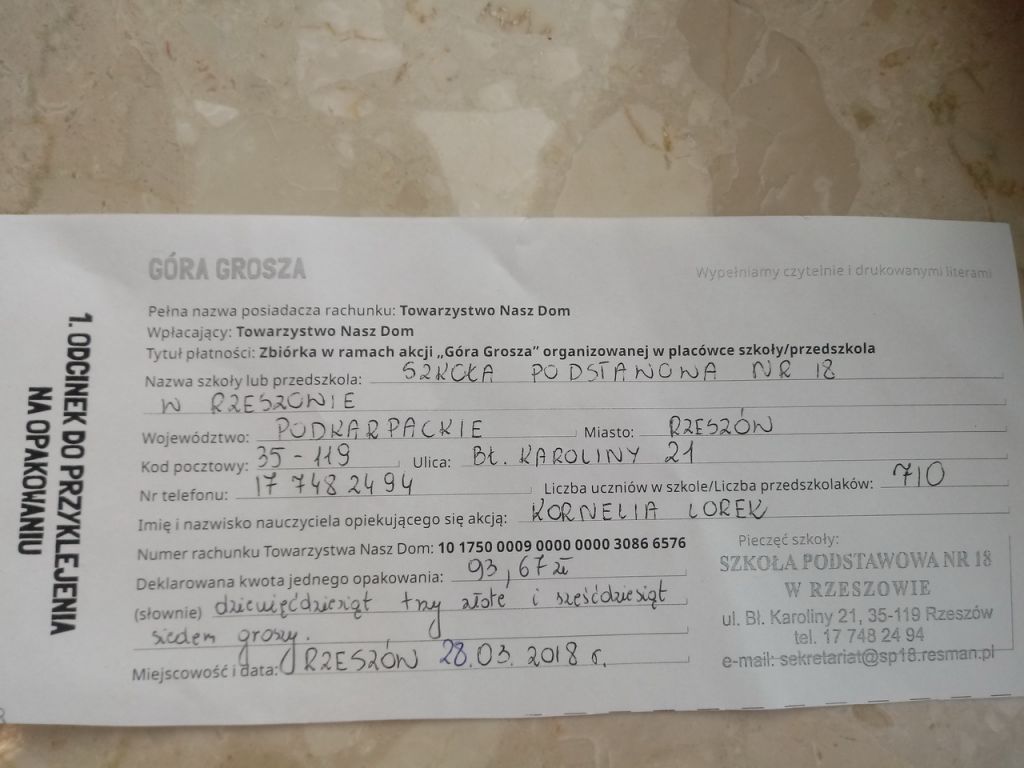 GÓRA GROSZA
Wypełniamy czytelnie i drukowanymi literami
1. ODCINEK DO PRZYKLEJENIA
NA OPAKOWANIU
Pełna nazwa posiadacza rachunku: Towarzystwo Nasz Dom
Wpłacający: Towarzystwo Nasz Dom
Tytuł płatności: Zbiórka w ramach akcji „Góra Grosza” organizowanej w placówce szkoły/przedszkola
Nazwa szkoły lub przedszkola: SZKOŁA PODSTAWOWA NR 18
W RZESZOWIE
Województwo: PODKARPACKIE Miasto: RZESZÓW
Kod pocztowy: 35-119 Ulica: BŁ. KAROLINY 21
Nr telefonu: 17 748 24 94 Liczba uczniów w szkole/Liczba przedszkolaków: 710
Imię i nazwisko nauczyciela opiekującego się akcją: KORNELIA LOREK
Numer rachunku Towarzystwa Nasz Dom: 10 1750 0009 0000 0000 3086 6576
Deklarowana kwota jednego opakowania: 93,67 zł
(słownie) dziewięćdziesiąt trzy złote i sześćdziesiąt
siedem groszy.
Miejscowość i data: RZESZÓW 28.03. 2018 r.
Pieczęć szkoły:
SZKOŁA PODSTAWOWA NR 18
W RZESZOWIE
ul. Bł. Karoliny 21, 35-119 Rzeszów
tel. 17 748 24 94
e-mail: sekretariat@sp18.resman.pl